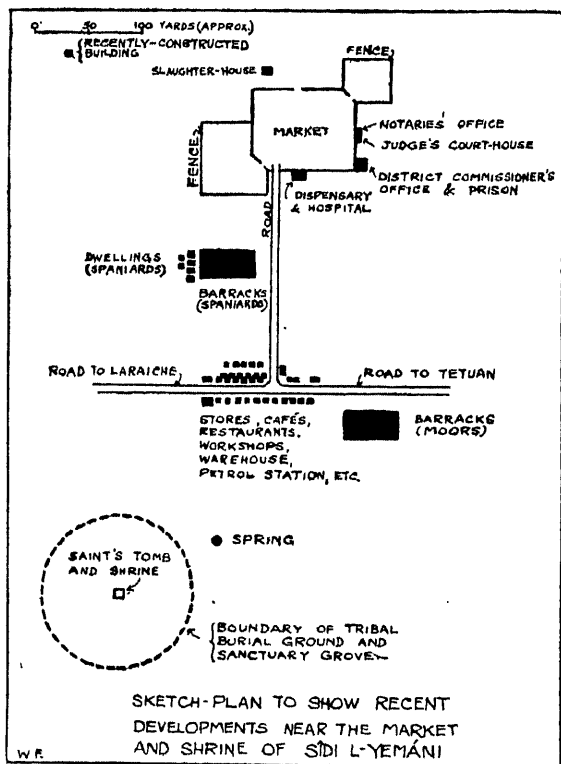 0 50 100 YARDS (APPROX.)
{RECENTLY-CONSTRUCTED
BUILDING
FENCE
SLAUGHTER-HOUSE
MARKET
NOTARIES' OFFICE
JUDGE'S COURT-HOUSE
DISTRICT COMMISSIONER'S
OFFICE & PRISON
FENCE
DISPENSARY
& HOSPITAL
ROAD
DWELLINGS
(SPANIARDS)
BARRACKS
(SPANIARDS)
ROAD TO LARAICHE
ROAD TO TETUAN
STORES, CAFÉS,
RESTAURANTS,
WORKSHOPS,
WAREHOUSE,
PETROL STATION, ETC.
BARRACKS
(MOORS)
SPRING
SAINT'S TOMB
AND SHRINE
{BOUNDARY OF TRIBAL
BURIAL GROUND AND
SANCTUARY GROVE
SKETCH-PLAN TO SHOW RECENT
DEVELOPMENTS NEAR THE MARKET
AND SHRINE OF SÎDI L-YEMÁNI
W F.